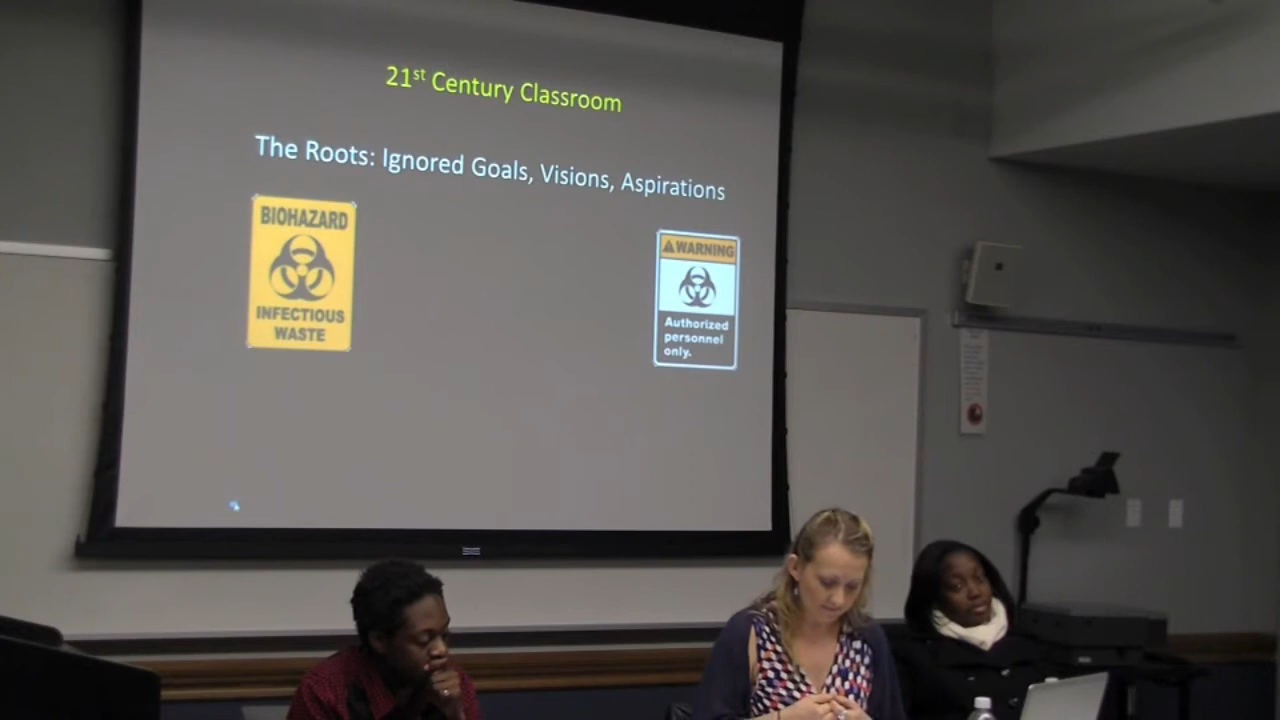 21st Century Classroom
The Roots: Ignored Goals, Visions, Aspirations
BIOHAZARD
INFECTIOUS
WASTE
WARNING
Authorized
personnel
only.